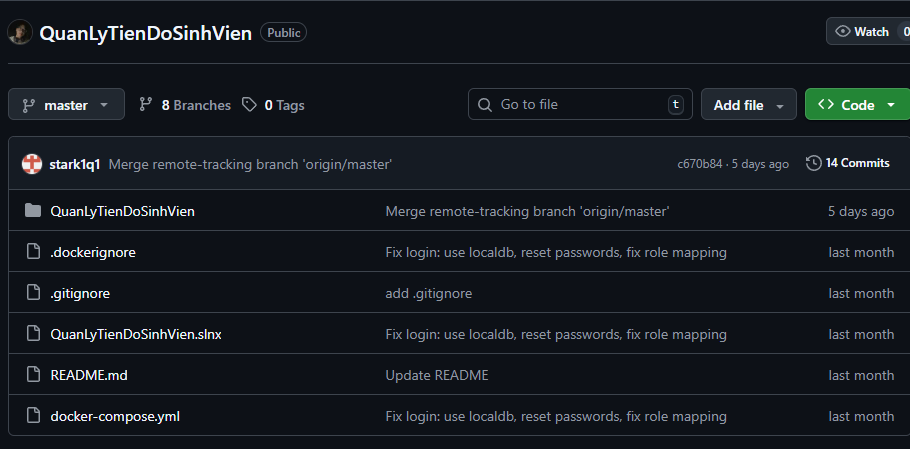 QuanLyTienDoSinhVien Public Watch 0
master 8 Branches 0 Tags Go to file t Add file Code
stark1q1 Merge remote-tracking branch 'origin/master' c670b84 · 5 days ago 14 Commits
QuanLyTienDoSinhVien Merge remote-tracking branch 'origin/master' 5 days ago
.dockerignore Fix login: use localdb, reset passwords, fix role mapping last month
.gitignore add .gitignore last month
QuanLyTienDoSinhVien.slnx Fix login: use localdb, reset passwords, fix role mapping last month
README.md Update README last month
docker-compose.yml Fix login: use localdb, reset passwords, fix role mapping last month